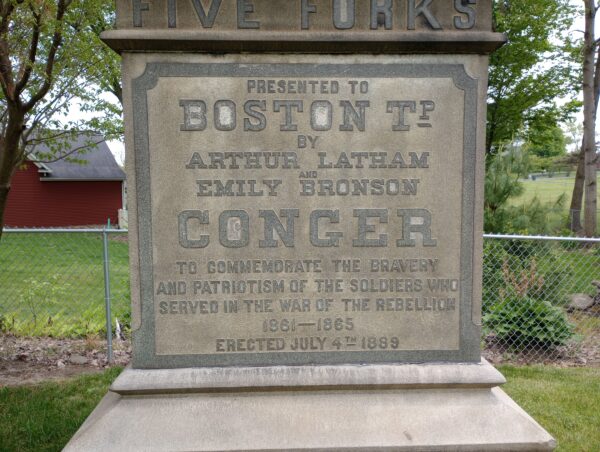 FIVE FORKS
PRESENTED TO
BOSTON TP
BY
ARTHUR LATHAM
AND
EMILY BRONSON
CONGER
TO COMMEMORATE THE BRAVERY
AND PATRIOTISM OF THE SOLDIERS WHO
SERVED IN THE WAR OF THE REBELLION
1861–1865
ERECTED JULY 4TH 1889